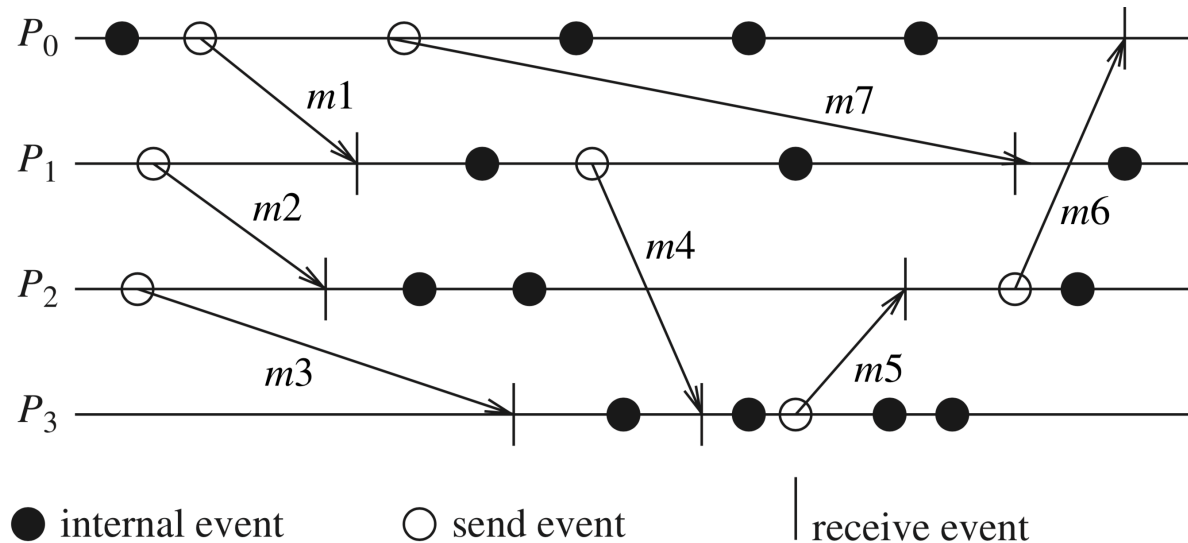 P0
m1
m7
P1
m2
m4
m6
P2
m3
m5
P3
internal event
send event
receive event